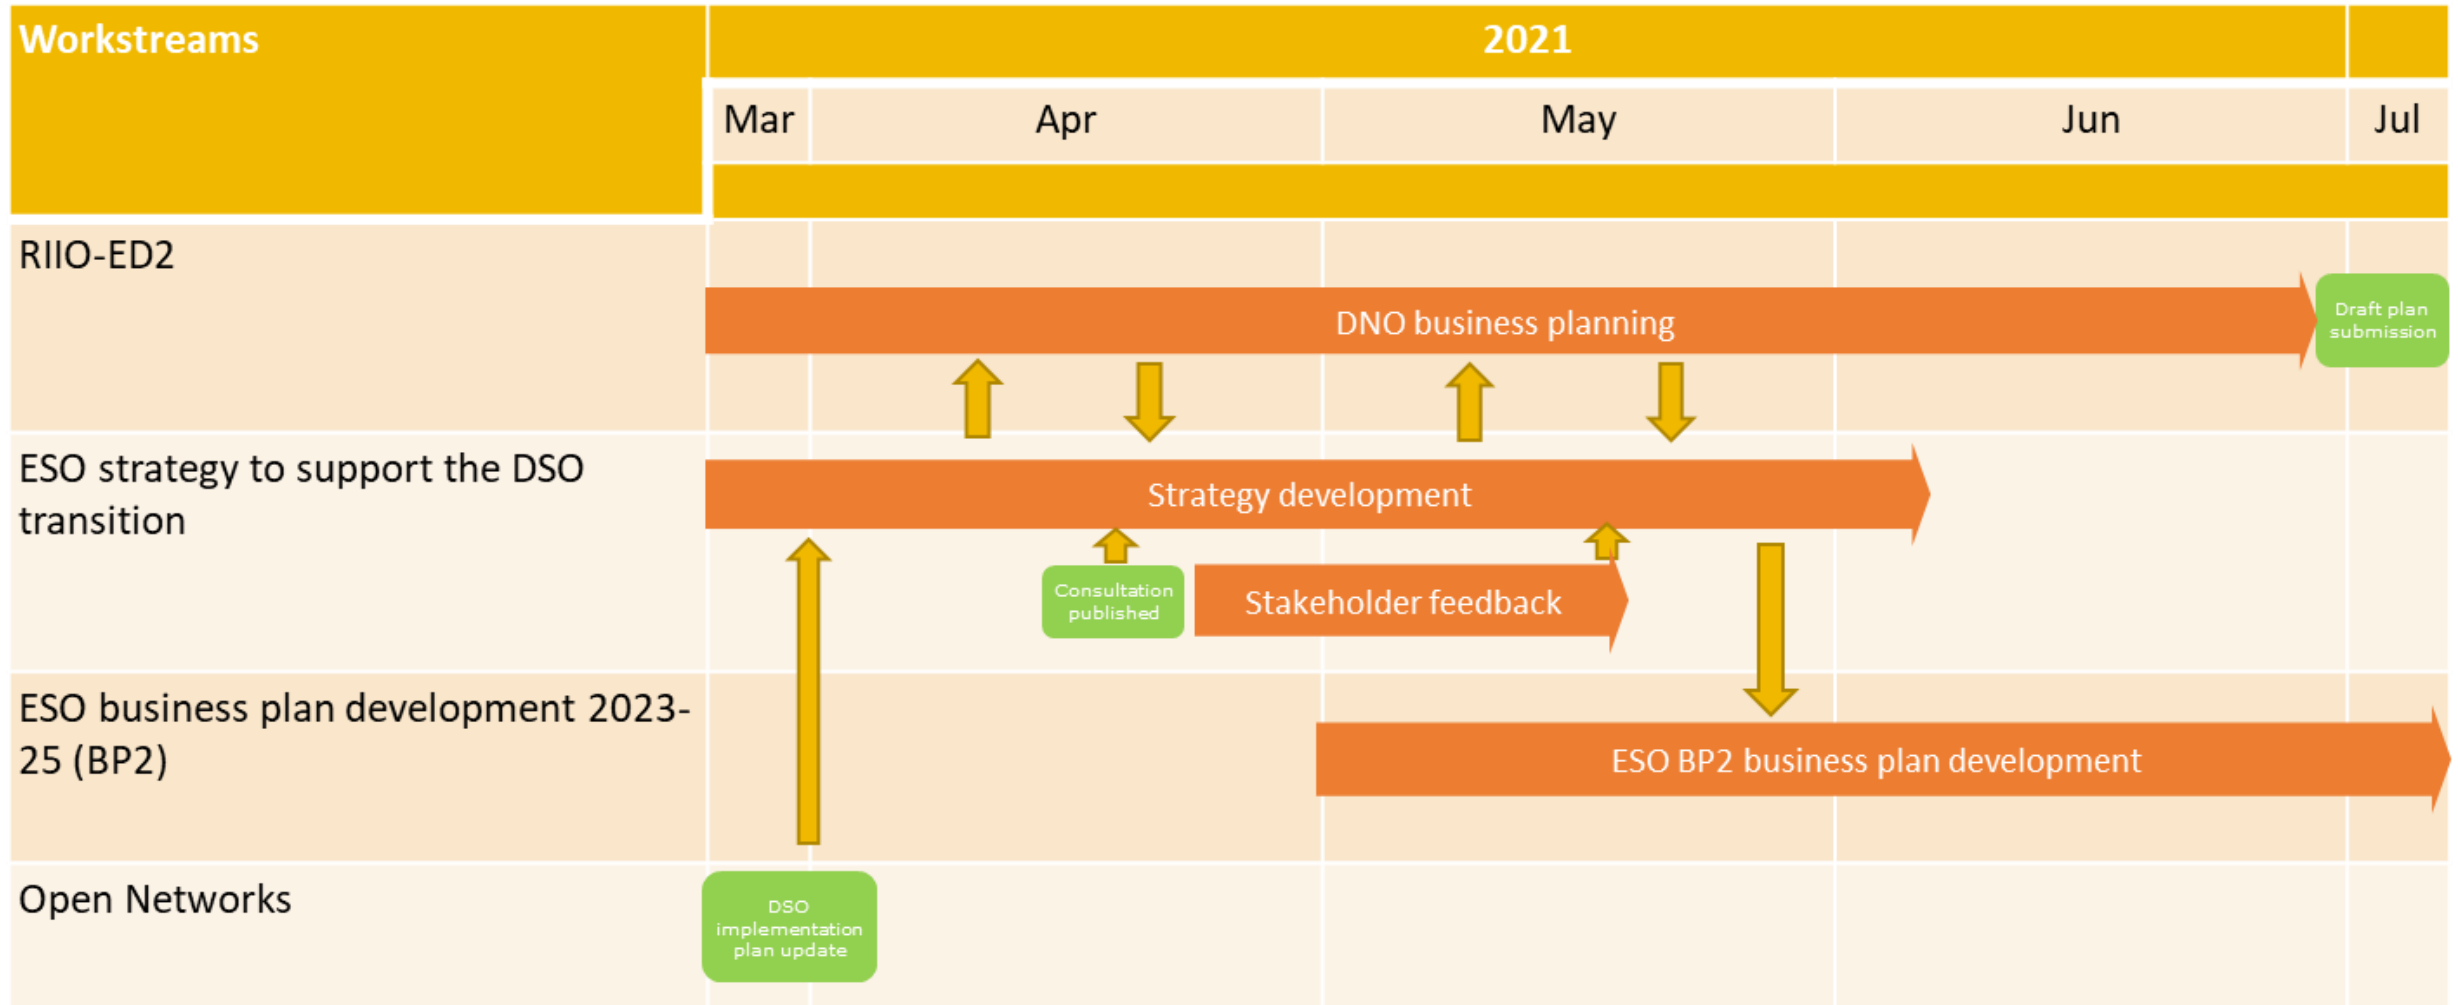 Workstreams
2021
Mar
Apr
May
Jun
Jul
RIIO-ED2
DNO business planning
Draft plan
submission
ESO strategy to support the DSO
transition
Strategy development
Consultation
published
Stakeholder feedback
ESO business plan development 2023-
25 (BP2)
ESO BP2 business plan development
Open Networks
DSO
implementation
plan update